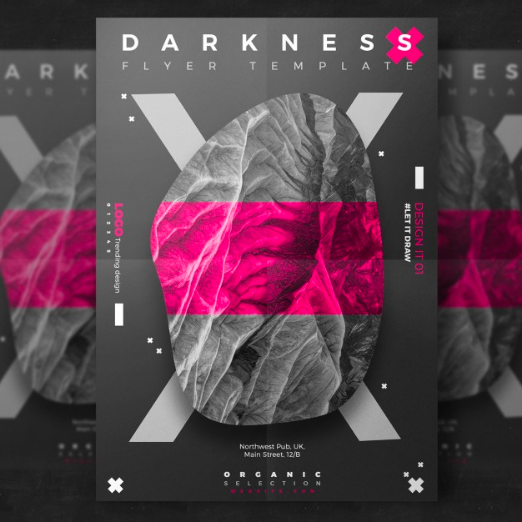 DARKNESS
FLYER TEMPLATE
LOGO Trending design
DESIGN IT 01
#LET IT DRAW
Northwest Pub, UK,
Main Street, 12/B
ORGANIC
SELECTION